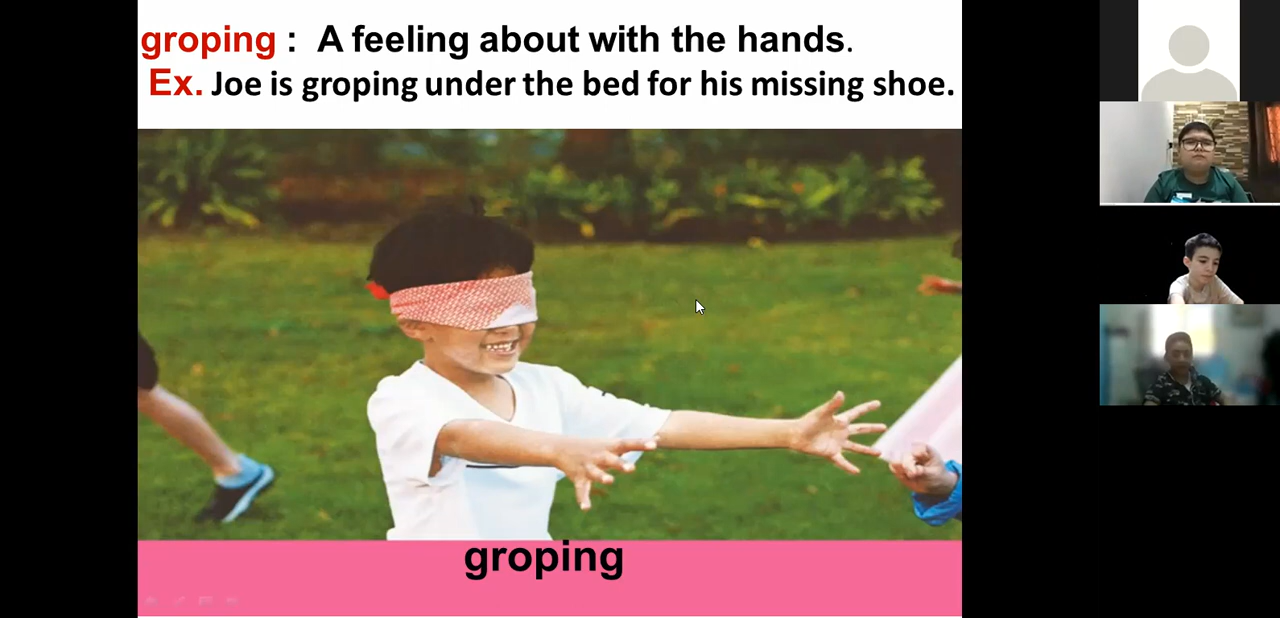 groping : A feeling about with the hands.
Ex. Joe is groping under the bed for his missing shoe.
groping